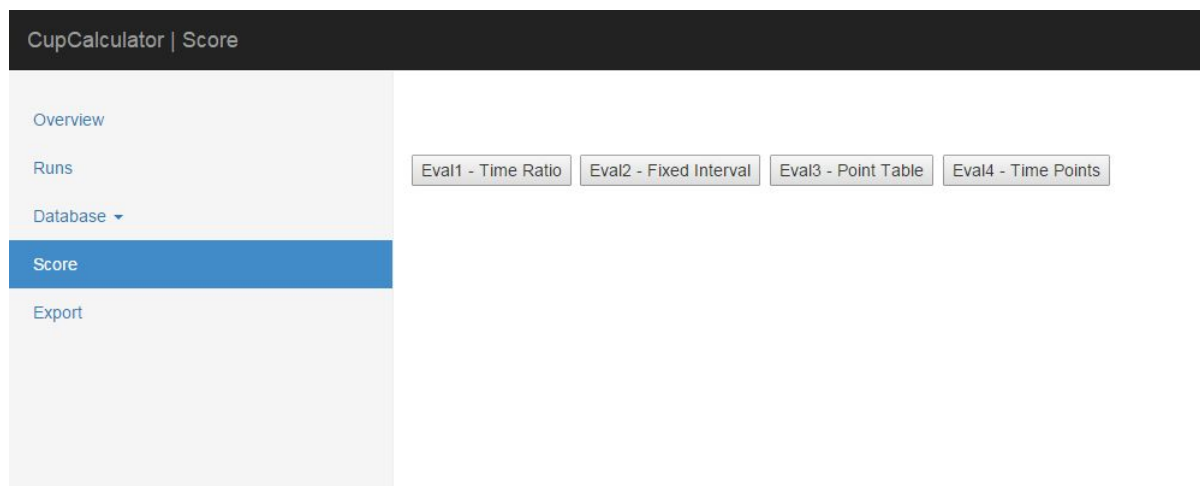 CupCalculator | Score
Overview
Runs
Database
Score
Export
Eval1 - Time Ratio Eval2 - Fixed Interval Eval3 - Point Table Eval4 - Time Points